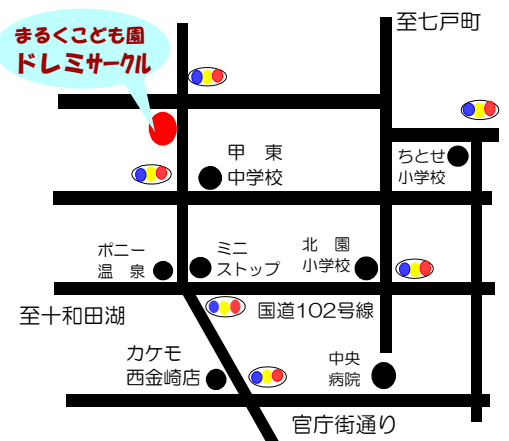 まるくこども園
ドレミサークル
至七戸町
甲 東
中学校
ちとせ
小学校
ポニー
温 泉
ミニ
ストップ
北 園
小学校
至十和田湖
国道102号線
カケモ
西金崎店
中央
病院
官庁街通り